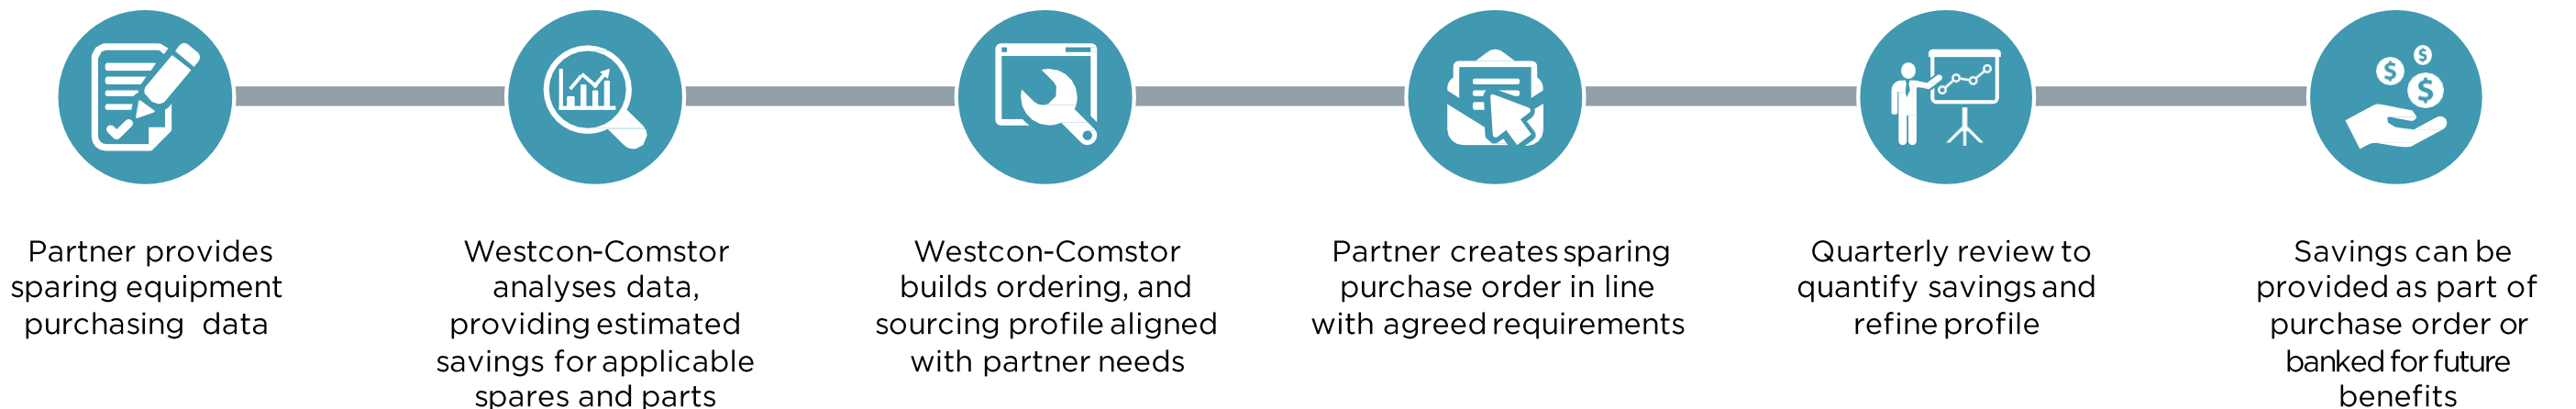 Partner provides
sparing equipment
purchasing data
Westcon-Comstor
analyses data,
providing estimated
savings for applicable
spares and parts
Westcon-Comstor
builds ordering, and
sourcing profile aligned
with partner needs
Partner creates sparing
purchase order in line
with agreed requirements
Quarterly review to
quantify savings and
refine profile
Savings can be
provided as part of
purchase order or
banked for future
benefits